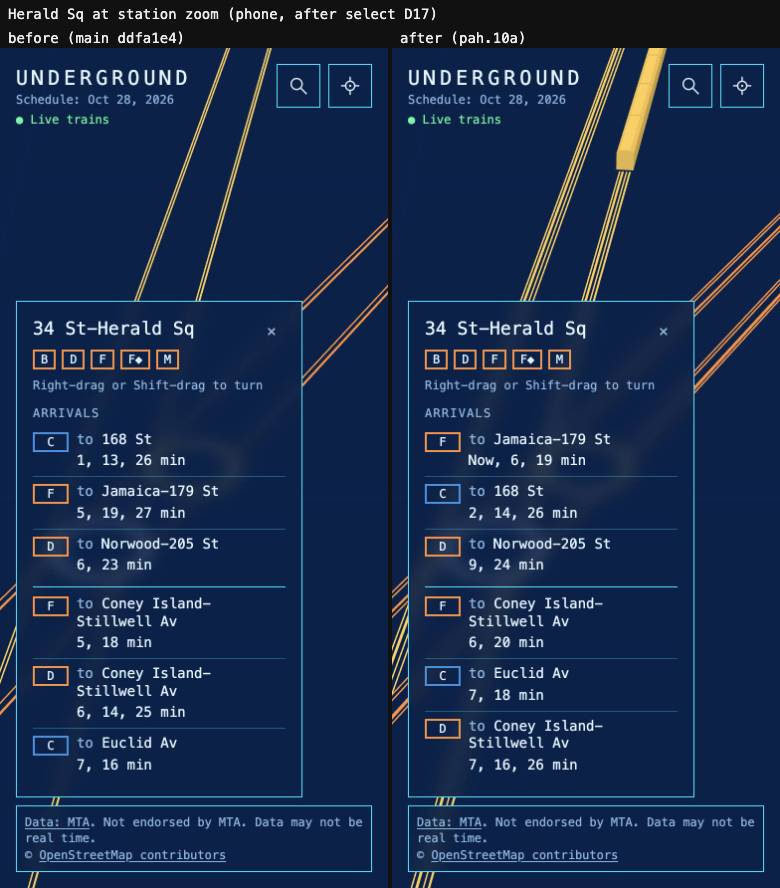 Herald Sq at station zoom (phone, after select D17)
before (main ddfa1e4)
UNDERGROUND
Schedule: Oct 28, 2026
Live trains
34 St–Herald Sq
×
B D F F◆ M
Right-drag or Shift-drag to turn
ARRIVALS
C to 168 St
1, 13, 26 min
F to Jamaica–179 St
5, 19, 27 min
D to Norwood–205 St
6, 23 min
F to Coney Island–
Stillwell Av
5, 18 min
D to Coney Island–
Stillwell Av
6, 14, 25 min
C to Euclid Av
7, 16 min
Data: MTA. Not endorsed by MTA. Data may not be
real time.
© OpenStreetMap contributors
after (pah.10a)
UNDERGROUND
Schedule: Oct 28, 2026
Live trains
34 St–Herald Sq
×
B D F F◆ M
Right-drag or Shift-drag to turn
ARRIVALS
F to Jamaica–179 St
Now, 6, 19 min
C to 168 St
2, 14, 26 min
D to Norwood–205 St
9, 24 min
F to Coney Island–
Stillwell Av
6, 20 min
C to Euclid Av
7, 18 min
D to Coney Island–
Stillwell Av
7, 16, 26 min
Data: MTA. Not endorsed by MTA. Data may not be
real time.
© OpenStreetMap contributors